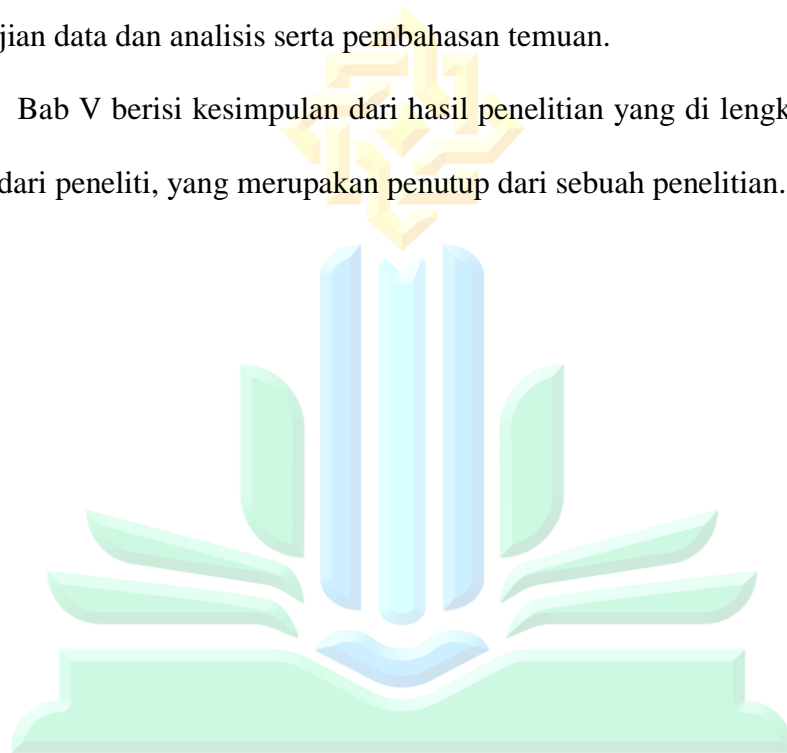 jian data dan analisis serta pembahasan temuan.
Bab V berisi kesimpulan dari hasil penelitian yang di lengk
dari peneliti, yang merupakan penutup dari sebuah penelitian.